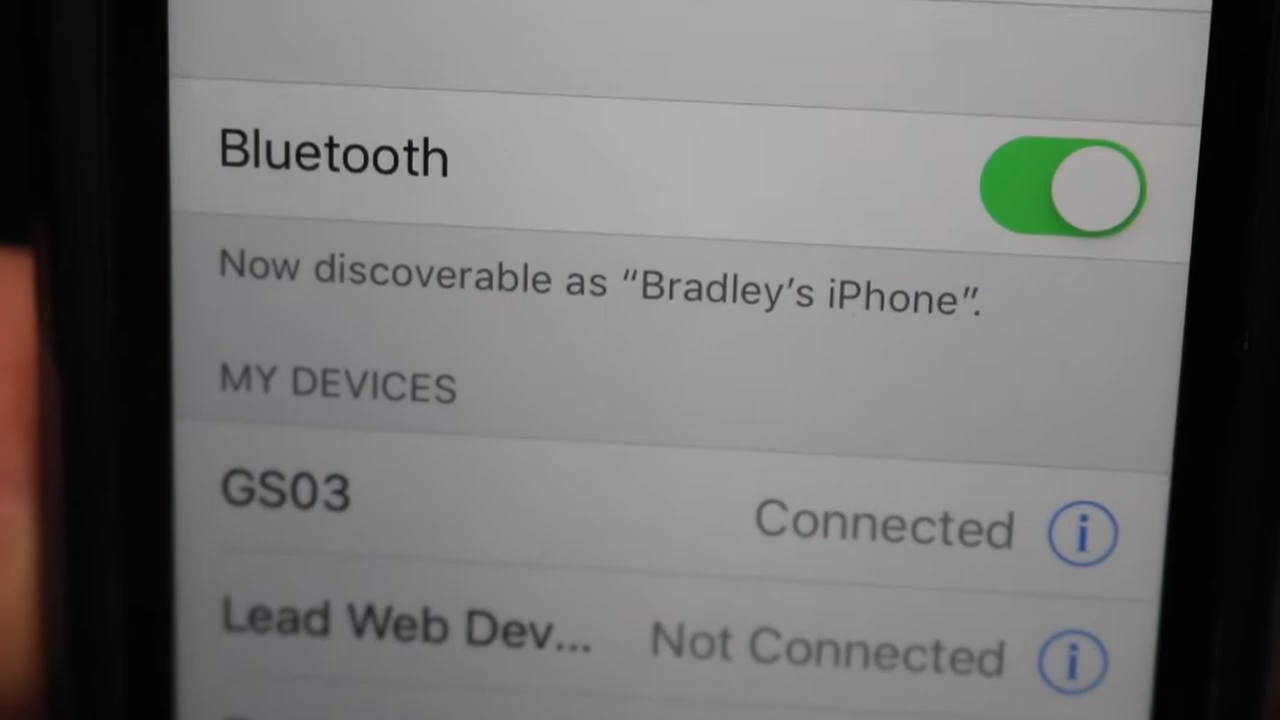 Bluetooth
Now discoverable as “Bradley’s iPhone”.
MY DEVICES
GS03 Connected
Lead Web Dev... Not Connected